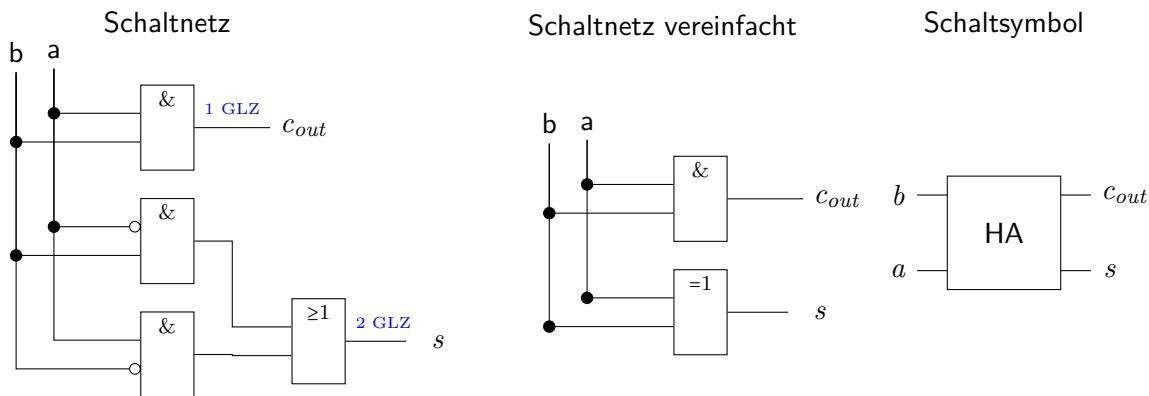 Schaltnetz
b a
&
1 GLZ
c_out
&
&
≥1
2 GLZ
s
Schaltnetz vereinfacht
b a
&
c_out
=1
s
Schaltsymbol
b
a
HA
c_out
s